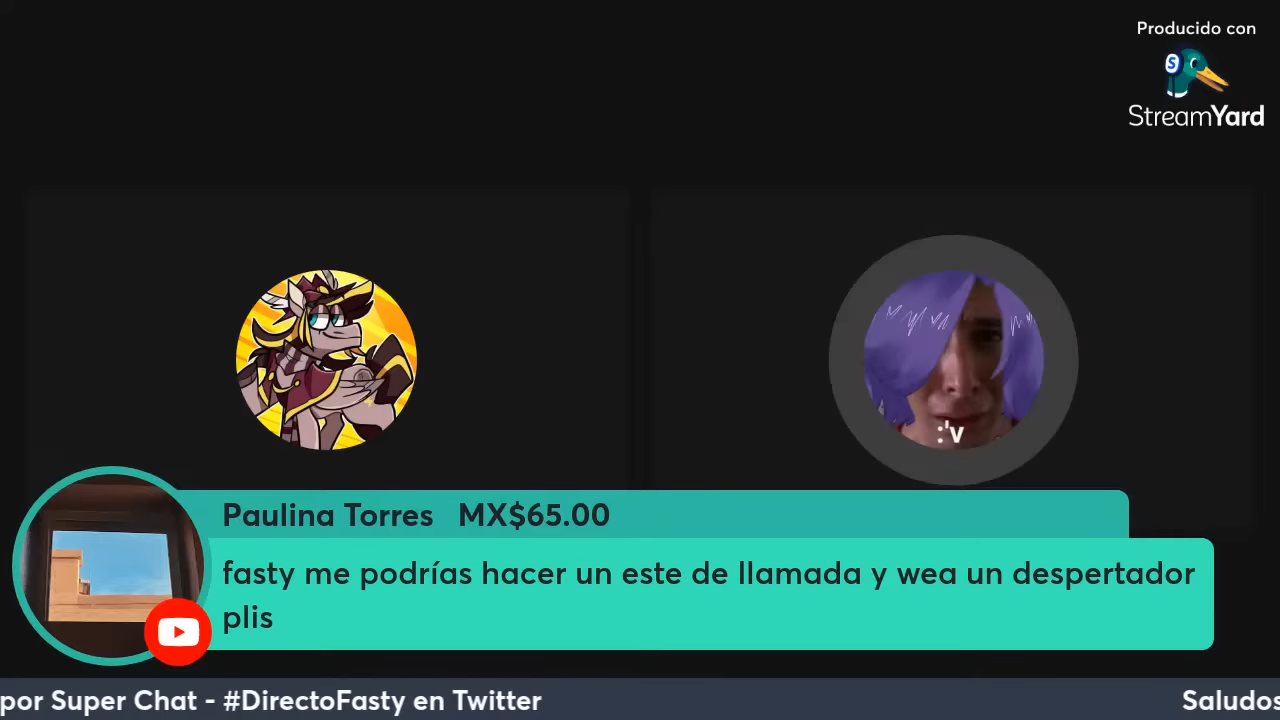 Producido con
StreamYard
:'v
Paulina Torres MX$65.00
fasty me podrías hacer un este de llamada y wea un despertador
plis
por Super Chat - #DirectoFasty en Twitter
Saludos